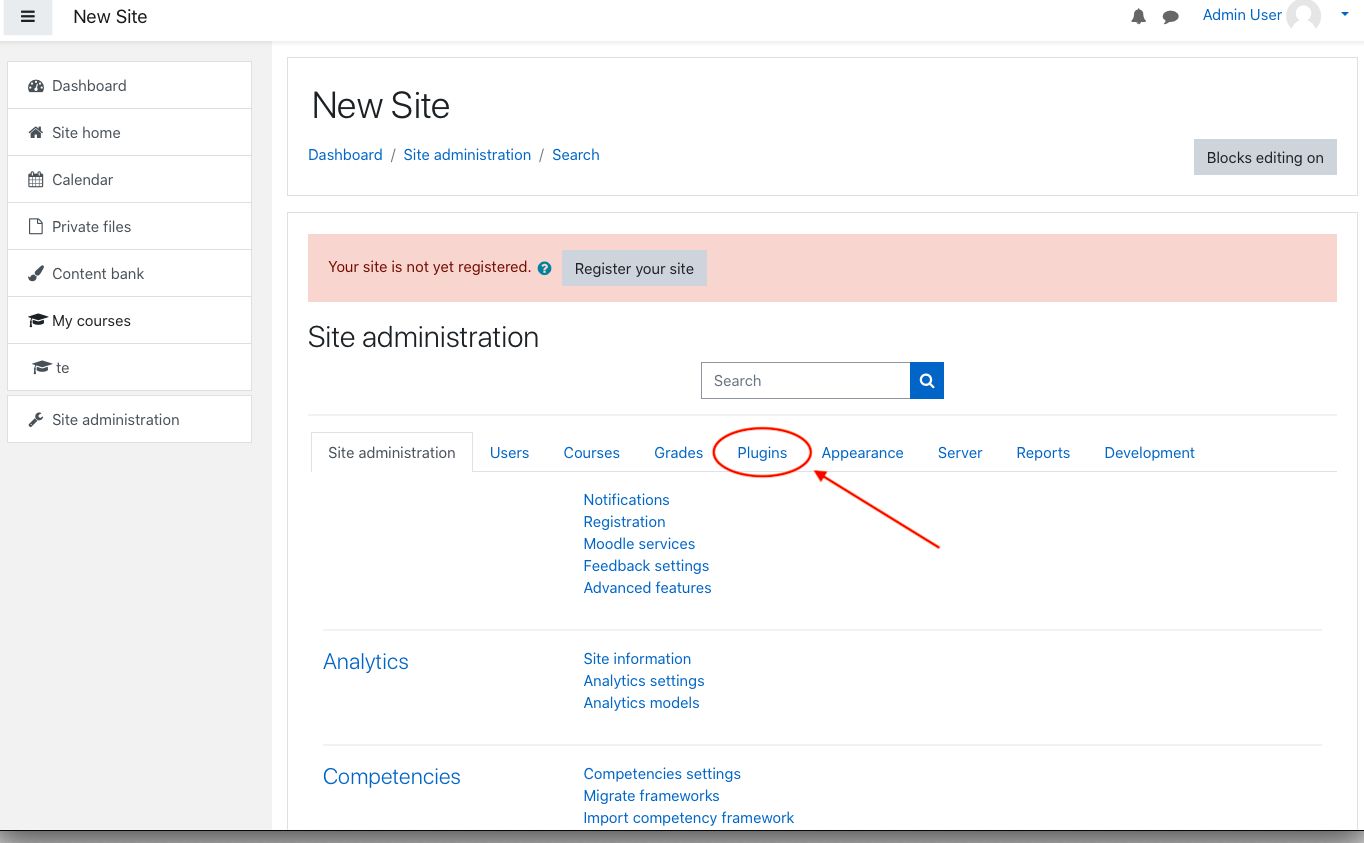 New Site
Admin User
Dashboard
Site home
Calendar
Private files
Content bank
My courses
te
Site administration
New Site
Dashboard / Site administration / Search
Blocks editing on
Your site is not yet registered. ? Register your site
Site administration
Search
Site administration Users Courses Grades Plugins Appearance Server Reports Development
Notifications
Registration
Moodle services
Feedback settings
Advanced features
Analytics
Site information
Analytics settings
Analytics models
Competencies
Competencies settings
Migrate frameworks
Import competency framework